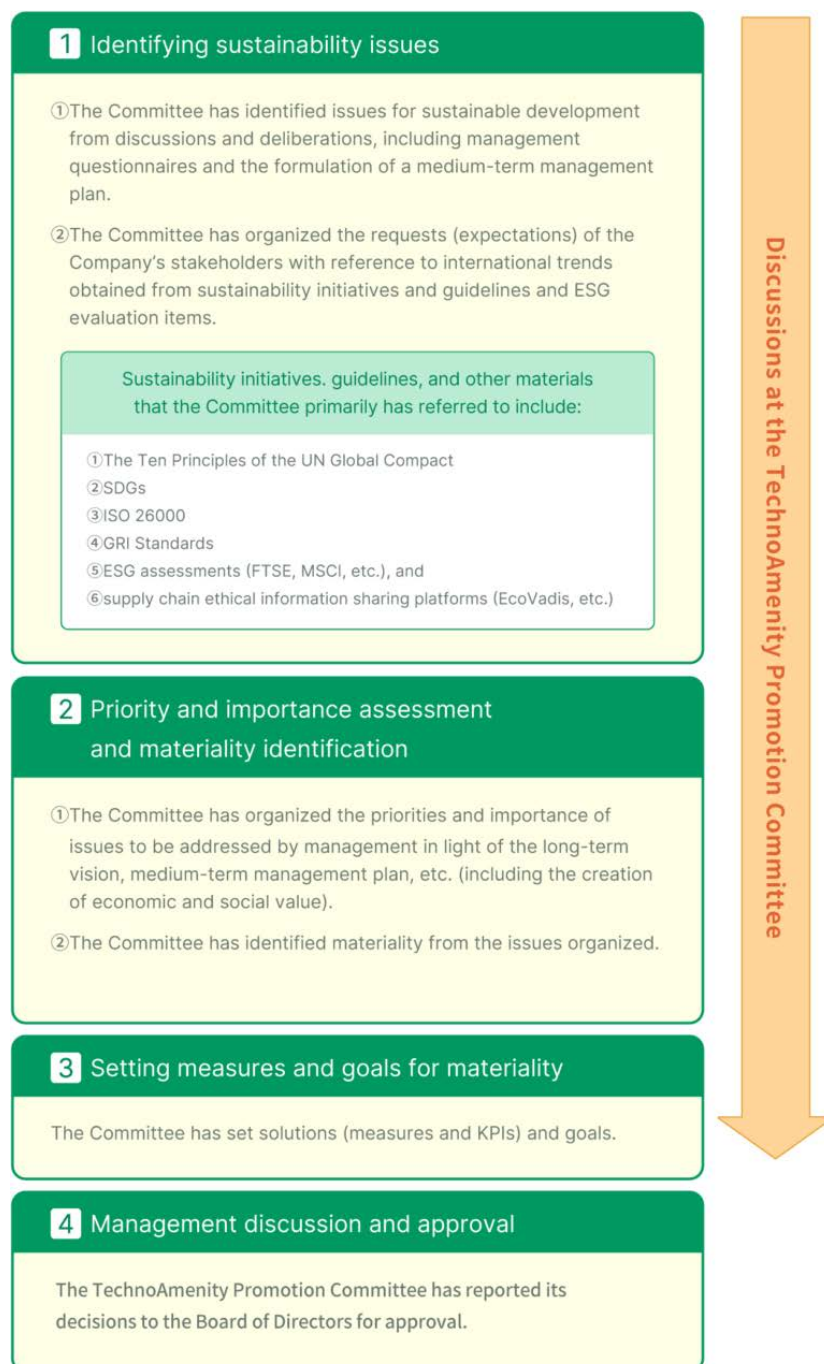 1 Identifying sustainability issues
①The Committee has identified issues for sustainable development
from discussions and deliberations, including management
questionnaires and the formulation of a medium-term management
plan.
②The Committee has organized the requests (expectations) of the
Company's stakeholders with reference to international trends
obtained from sustainability initiatives and guidelines and ESG
evaluation items.
Sustainability initiatives. guidelines, and other materials
that the Committee primarily has referred to include:
①The Ten Principles of the UN Global Compact
②SDGs
③ISO 26000
④GRI Standards
⑤ESG assessments (FTSE, MSCI, etc.), and
⑥supply chain ethical information sharing platforms (EcoVadis, etc.)
2 Priority and importance assessment
and materiality identification
①The Committee has organized the priorities and importance of
issues to be addressed by management in light of the long-term
vision, medium-term management plan, etc. (including the creation
of economic and social value).
②The Committee has identified materiality from the issues organized.
3 Setting measures and goals for materiality
The Committee has set solutions (measures and KPIs) and goals.
4 Management discussion and approval
The TechnoAmenity Promotion Committee has reported its
decisions to the Board of Directors for approval.
Discussions at the TechnoAmenity Promotion Committee